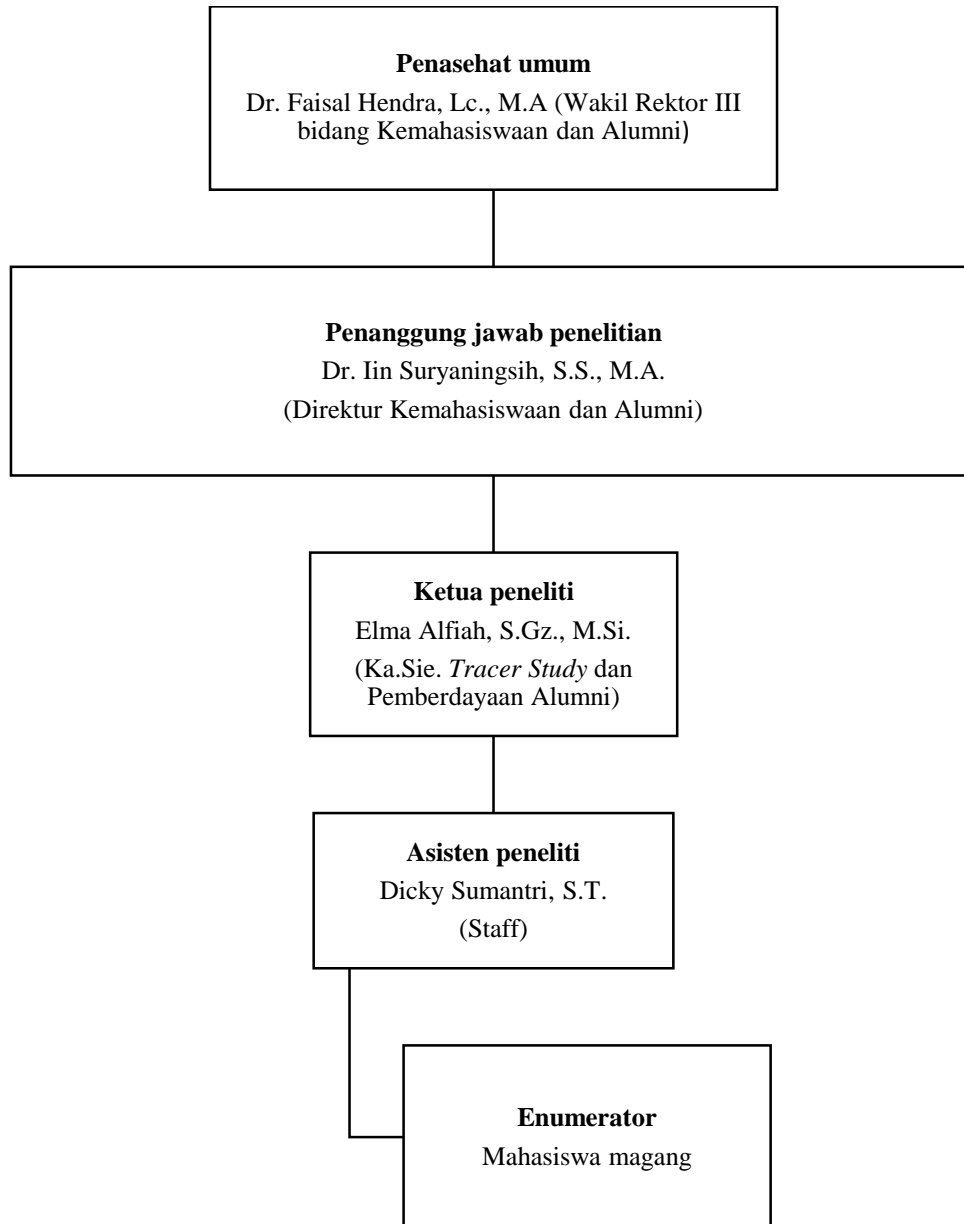 Penasehat umum
Dr. Faisal Hendra, Lc., M.A (Wakil Rektor III
bidang Kemahasiswaan dan Alumni)
Penanggung jawab penelitian
Dr. Iin Suryaningsih, S.S., M.A.
(Direktur Kemahasiswaan dan Alumni)
Ketua peneliti
Elma Alfiah, S.Gz., M.Si.
(Ka.Sie. Tracer Study dan
Pemberdayaan Alumni)
Asisten peneliti
Dicky Sumantri, S.T.
(Staff)
Enumerator
Mahasiswa magang